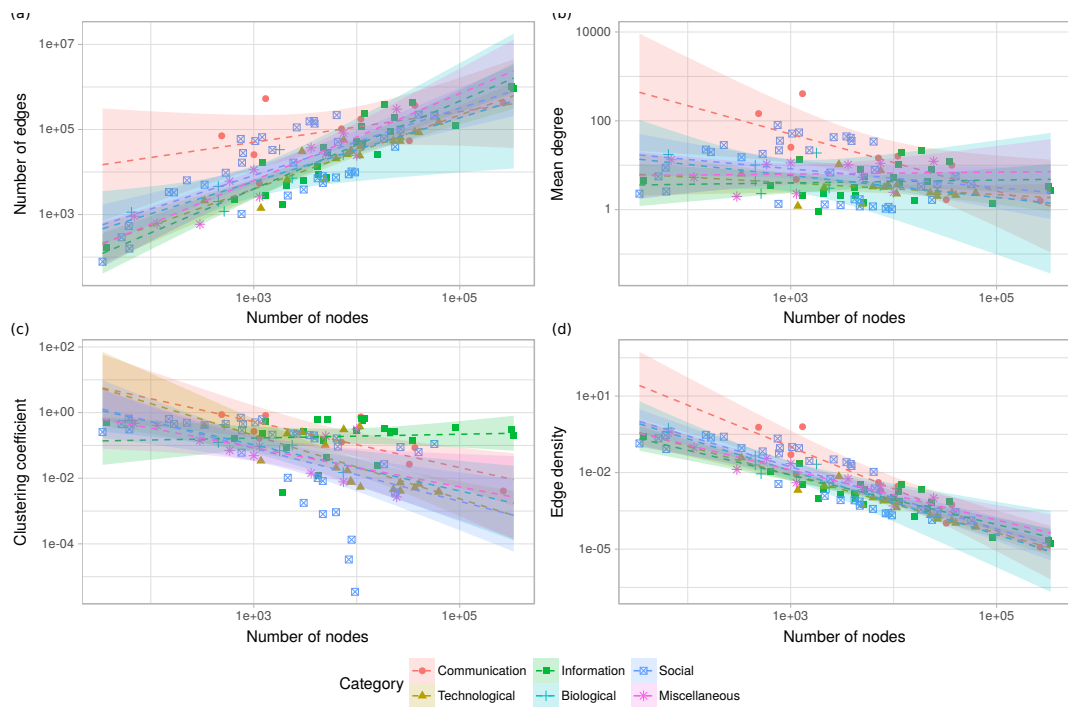 (a)
(b)
1e+07
1e+05
1e+03
Number of edges
1e+03
1e+05
Number of nodes
10000
100
1
Mean degree
1e+03
1e+05
Number of nodes
(c)
(d)
1e+02
1e+00
1e-02
1e-04
Clustering coefficient
1e+03
1e+05
Number of nodes
1e+01
1e-02
1e-05
Edge density
1e+03
1e+05
Number of nodes
Category
Communication Information Social
Technological Biological Miscellaneous